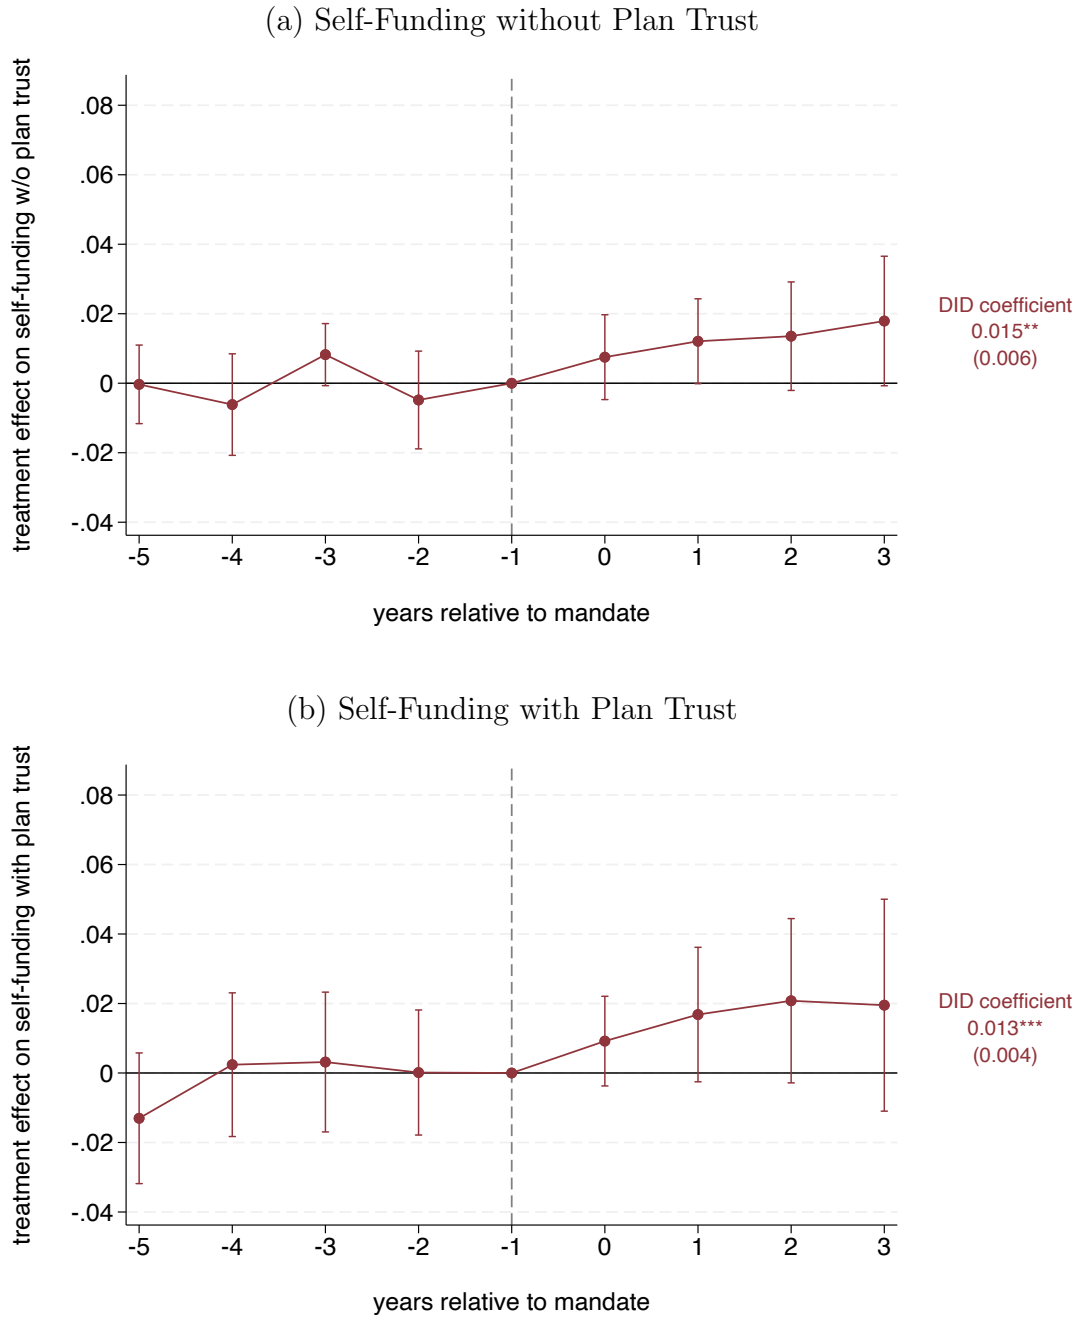 (a) Self-Funding without Plan Trust
treatment effect on self-funding w/o plan trust
.08
.06
.04
.02
0
-.02
-.04
-5 -4 -3 -2 -1 0 1 2 3
years relative to mandate
DID coefficient
0.015**
(0.006)
(b) Self-Funding with Plan Trust
treatment effect on self-funding with plan trust
.08
.06
.04
.02
0
-.02
-.04
-5 -4 -3 -2 -1 0 1 2 3
years relative to mandate
DID coefficient
0.013***
(0.004)